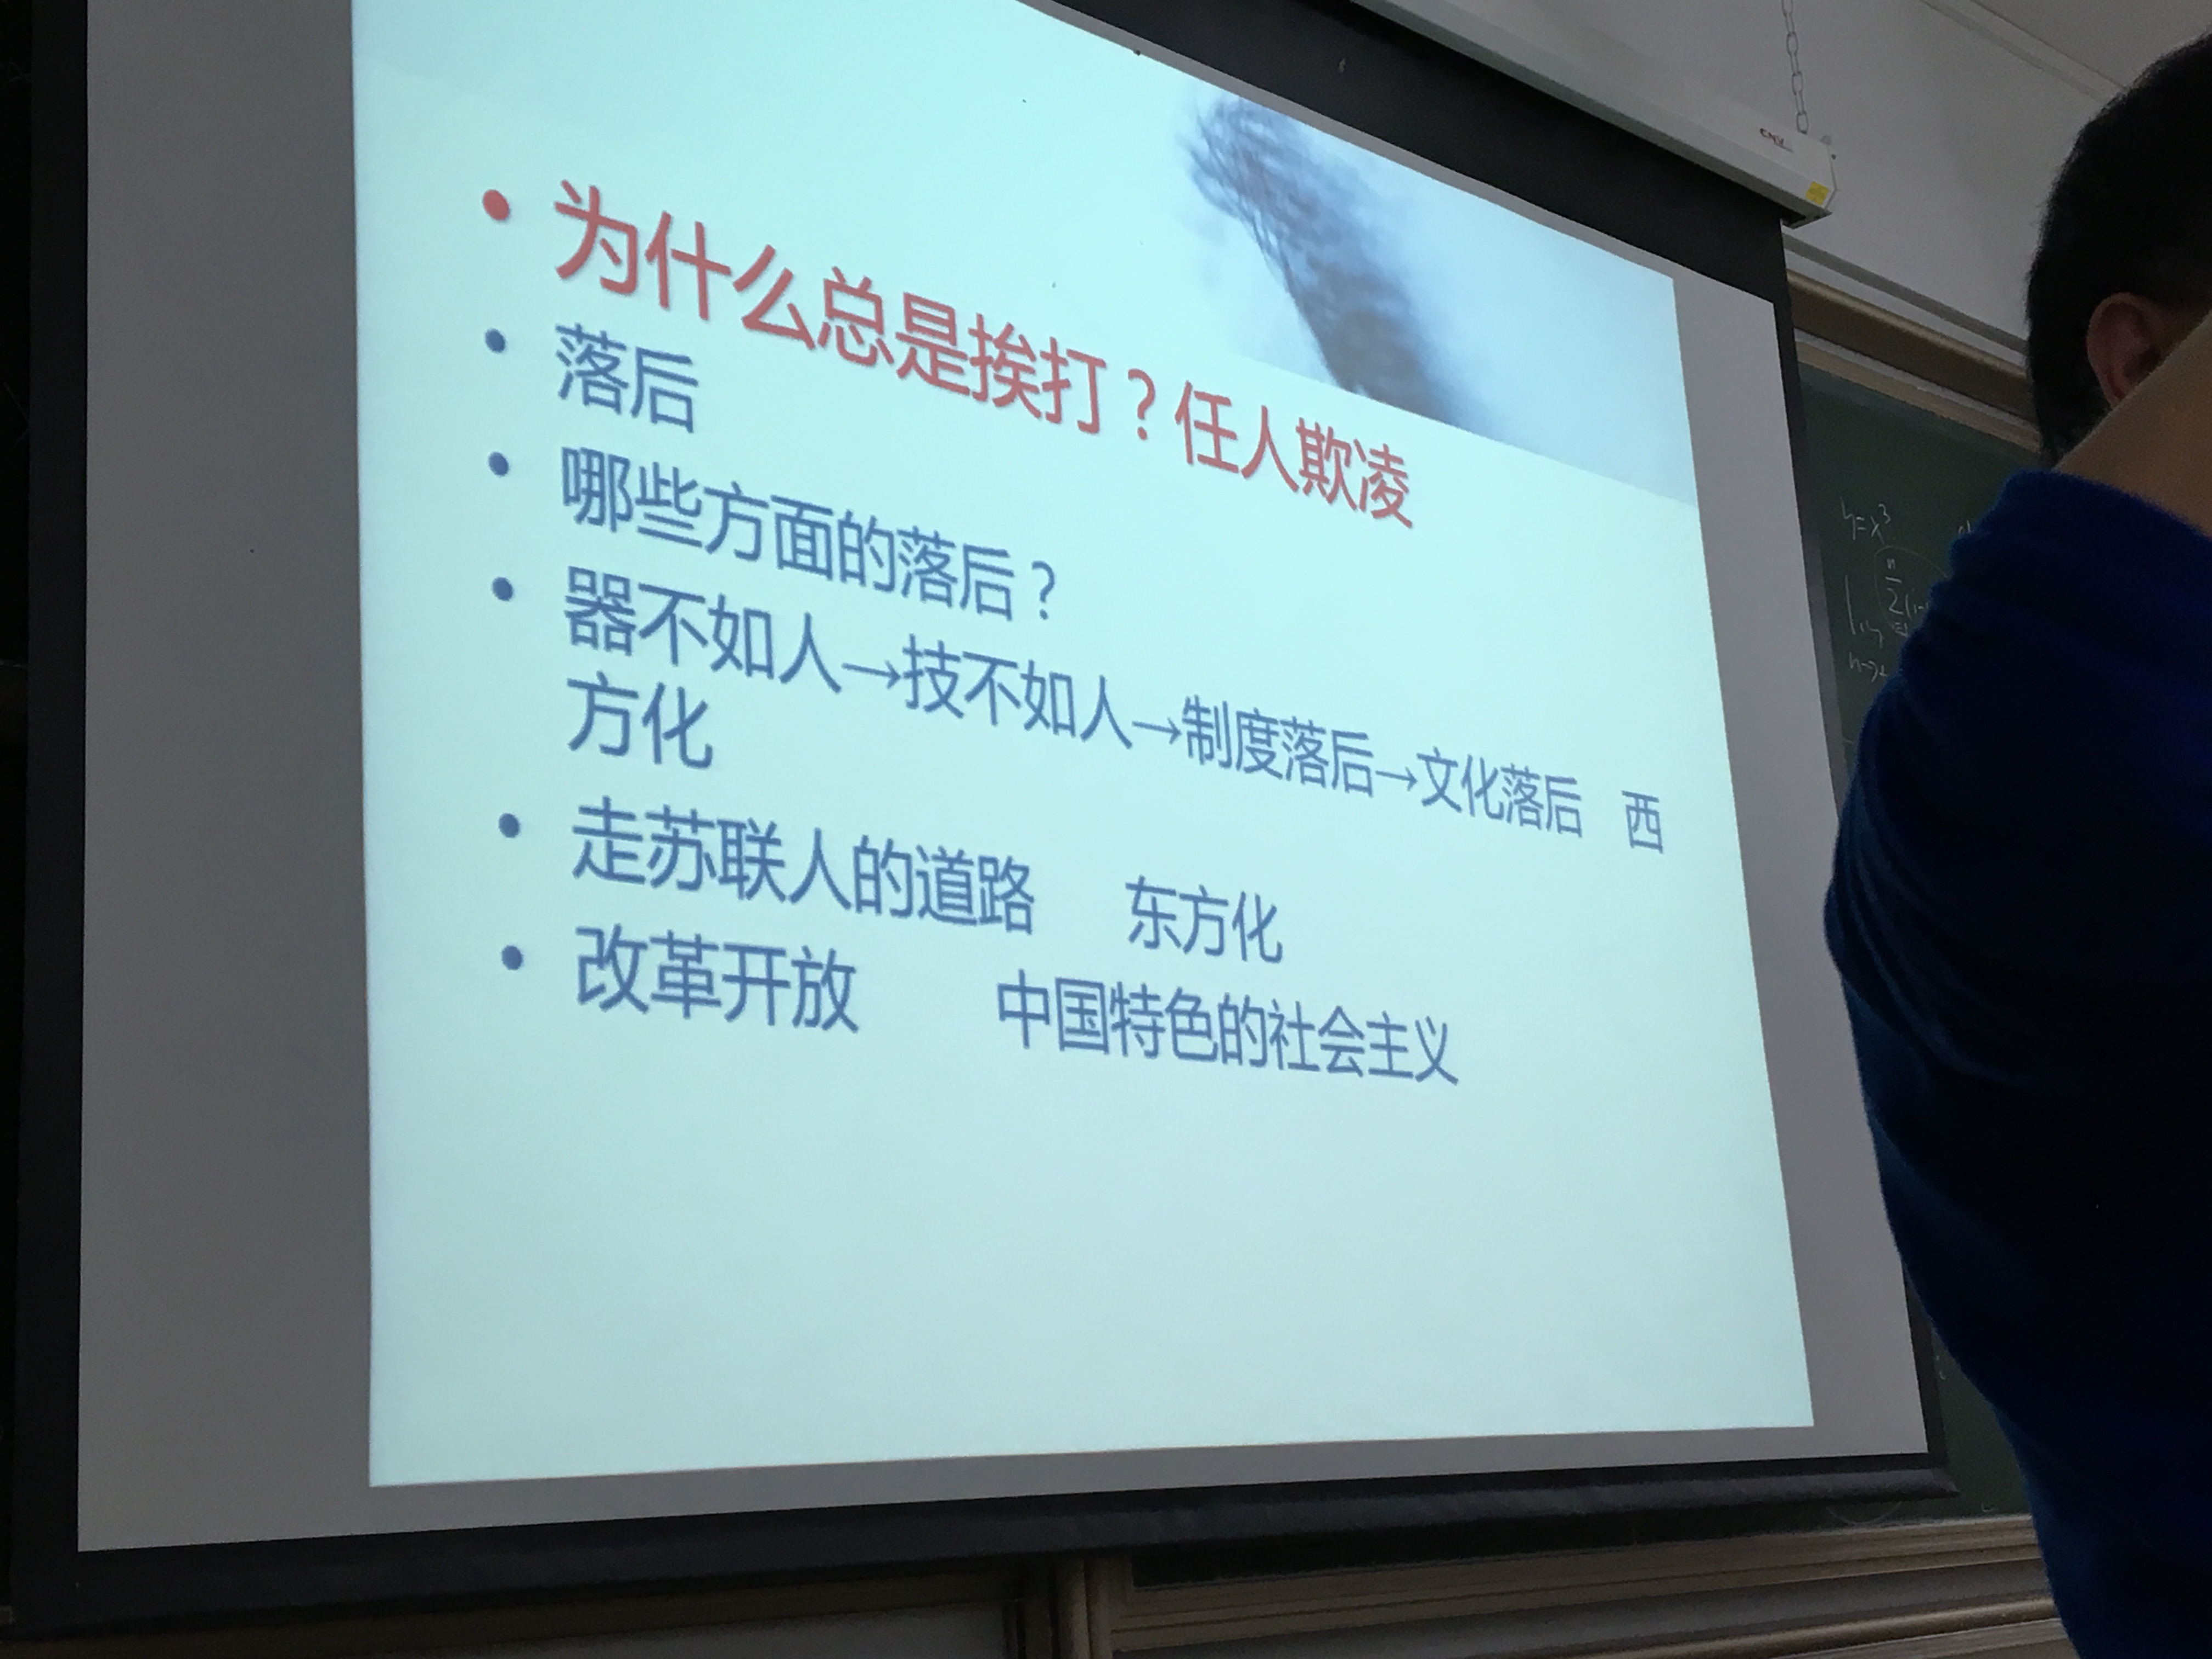 为什么总是挨打？任人欺凌
落后
哪些方面的落后？
器不如人→技不如人→制度落后→文化落后 西
方化
走苏联人的道路 东方化
改革开放 中国特色的社会主义
y=x³